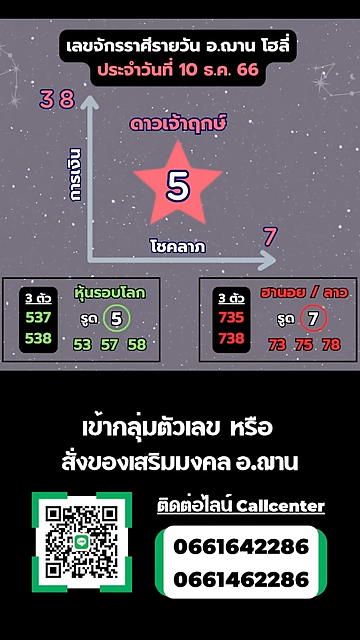 เลขจักรราศีรายวัน อ.ฌาน โฮลี่
ประจำวันที่ 10 ธ.ค. 66
3 8
ดาวเจ้าฤกษ์
การเงิน
5
โชคลาภ
7
3 ตัว
537
538
หุ้นรอบโลก
รูด 5
53 57 58
3 ตัว
735
738
ฮานอย / ลาว
รูด 7
73 75 78
เข้ากลุ่มตัวเลข หรือ
สั่งของเสริมมงคล อ.ฌาน
ติดต่อไลน์ Callcenter
0661642286
0661462286